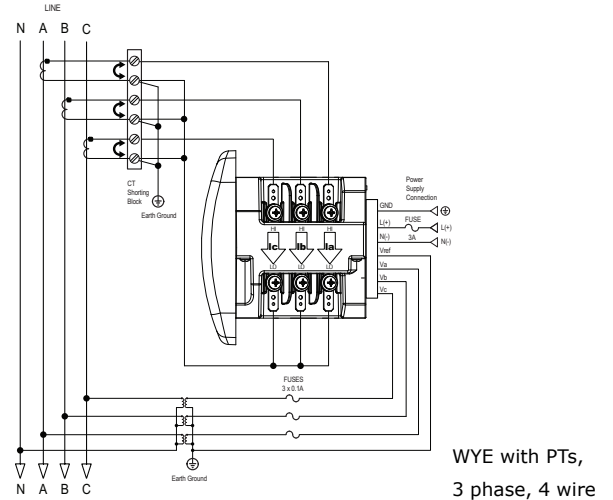 LINE
N A B C
CT
Shorting
Block
Earth Ground
Power
Supply
Connection
GND
L(+)
FUSE
L(+)
N(-)
3A
N(-)
Vref
Va
Vb
Vc
HI HI HI
Ic Ib Ia
LO LO LO
FUSES
3 x 0.1A
Earth Ground
N A B C
WYE with PTs,
3 phase, 4 wire